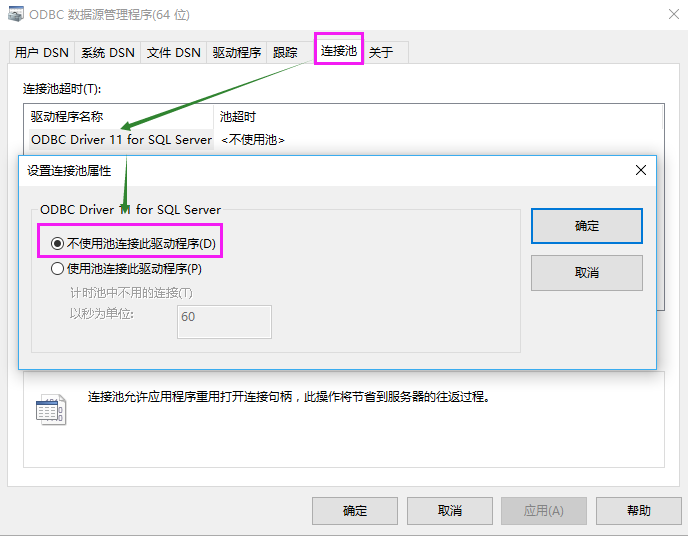 ODBC 数据源管理程序(64 位)
用户 DSN 系统 DSN 文件 DSN 驱动程序 跟踪 连接池 关于
连接池超时(T):
驱动程序名称 池超时
ODBC Driver 11 for SQL Server <不使用池>
设置连接池属性
ODBC Driver 11 for SQL Server
不使用池连接此驱动程序(D)
确定
使用池连接此驱动程序(P)
取消
计时池中不用的连接(T)
以秒为单位: 60
连接池允许应用程序重用打开连接句柄，此操作将节省到服务器的往返过程。
确定 取消 应用(A) 帮助